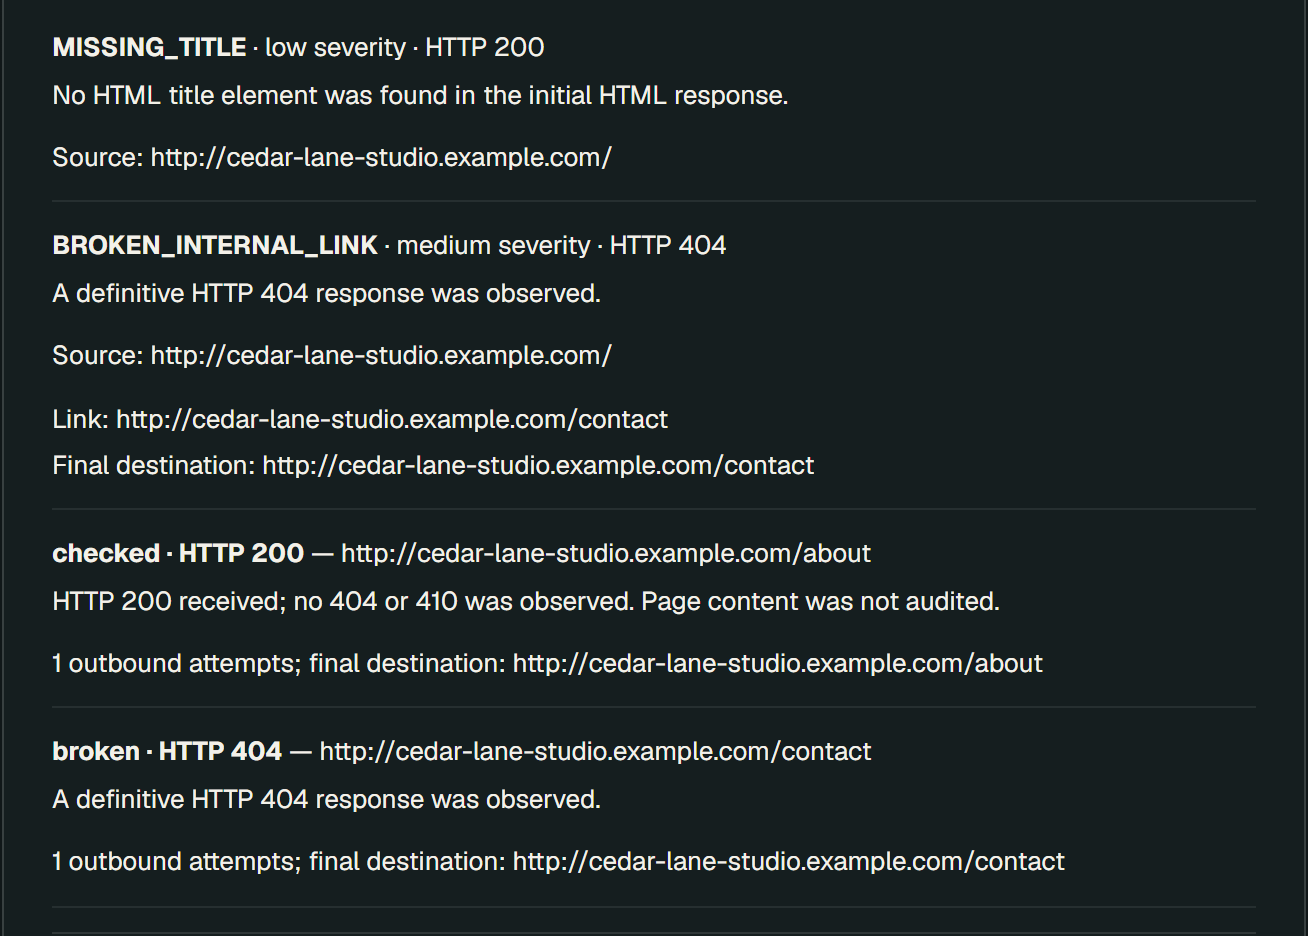 MISSING_TITLE · low severity · HTTP 200
No HTML title element was found in the initial HTML response.
Source: http://cedar-lane-studio.example.com/
BROKEN_INTERNAL_LINK · medium severity · HTTP 404
A definitive HTTP 404 response was observed.
Source: http://cedar-lane-studio.example.com/
Link: http://cedar-lane-studio.example.com/contact
Final destination: http://cedar-lane-studio.example.com/contact
checked · HTTP 200 — http://cedar-lane-studio.example.com/about
HTTP 200 received; no 404 or 410 was observed. Page content was not audited.
1 outbound attempts; final destination: http://cedar-lane-studio.example.com/about
broken · HTTP 404 — http://cedar-lane-studio.example.com/contact
A definitive HTTP 404 response was observed.
1 outbound attempts; final destination: http://cedar-lane-studio.example.com/contact